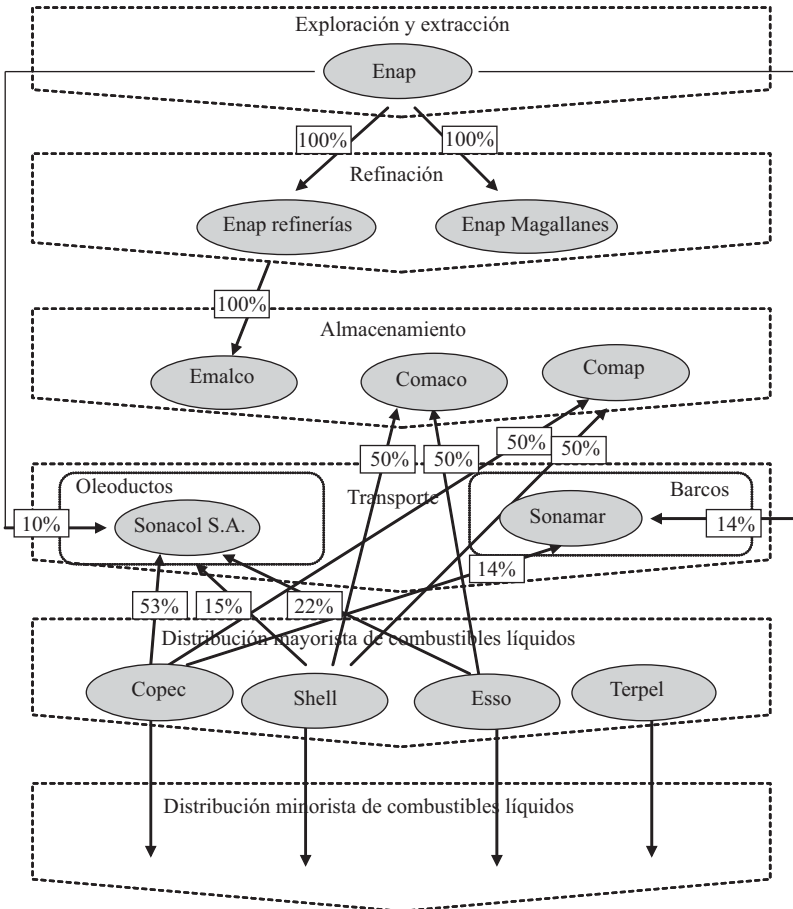 Exploración y extracción
Enap
100%
100%
Refinación
Enap refinerías
Enap Magallanes
100%
Almacenamiento
Emalco
Comaco
Comap
50%
50%
50%
50%
Oleoductos
Transporte
Barcos
10%
Sonacol S.A.
Sonamar
14%
14%
53%
15%
22%
Distribución mayorista de combustibles líquidos
Copec
Shell
Esso
Terpel
Distribución minorista de combustibles líquidos